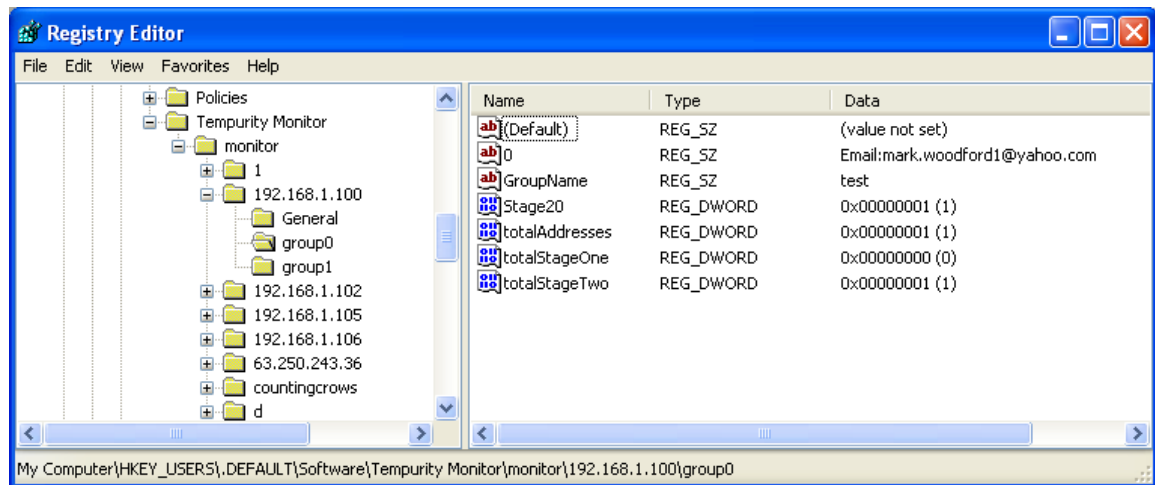 Registry Editor
File Edit View Favorites Help
Policies
Tempurity Monitor
monitor
1
192.168.1.100
General
group0
group1
192.168.1.102
192.168.1.105
192.168.1.106
63.250.243.36
countingcrows
d
Name Type Data
(Default) REG_SZ (value not set)
0 REG_SZ Email:mark.woodford1@yahoo.com
GroupName REG_SZ test
Stage20 REG_DWORD 0x00000001 (1)
totalAddresses REG_DWORD 0x00000001 (1)
totalStageOne REG_DWORD 0x00000000 (0)
totalStageTwo REG_DWORD 0x00000001 (1)
My Computer\HKEY_USERS\.DEFAULT\Software\Tempurity Monitor\monitor\192.168.1.100\group0